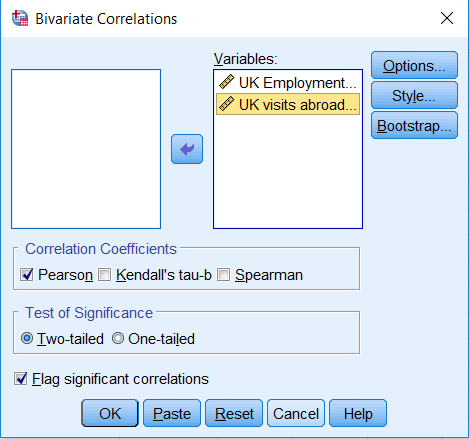 Bivariate Correlations
Variables:
UK Employment...
UK visits abroad...
Options...
Style...
Bootstrap...
Correlation Coefficients
Pearson Kendall's tau-b Spearman
Test of Significance
Two-tailed One-tailed
Flag significant correlations
OK Paste Reset Cancel Help